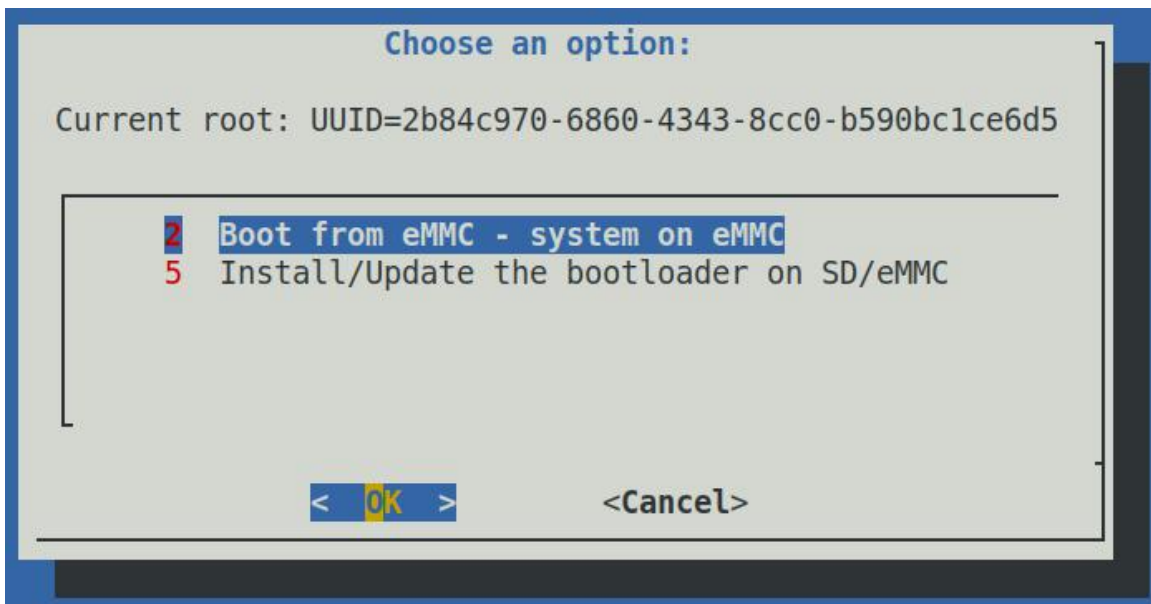 Choose an option:
Current root: UUID=2b84c970-6860-4343-8cc0-b590bc1ce6d5
2 Boot from eMMC - system on eMMC
5 Install/Update the bootloader on SD/eMMC
< OK > <Cancel>